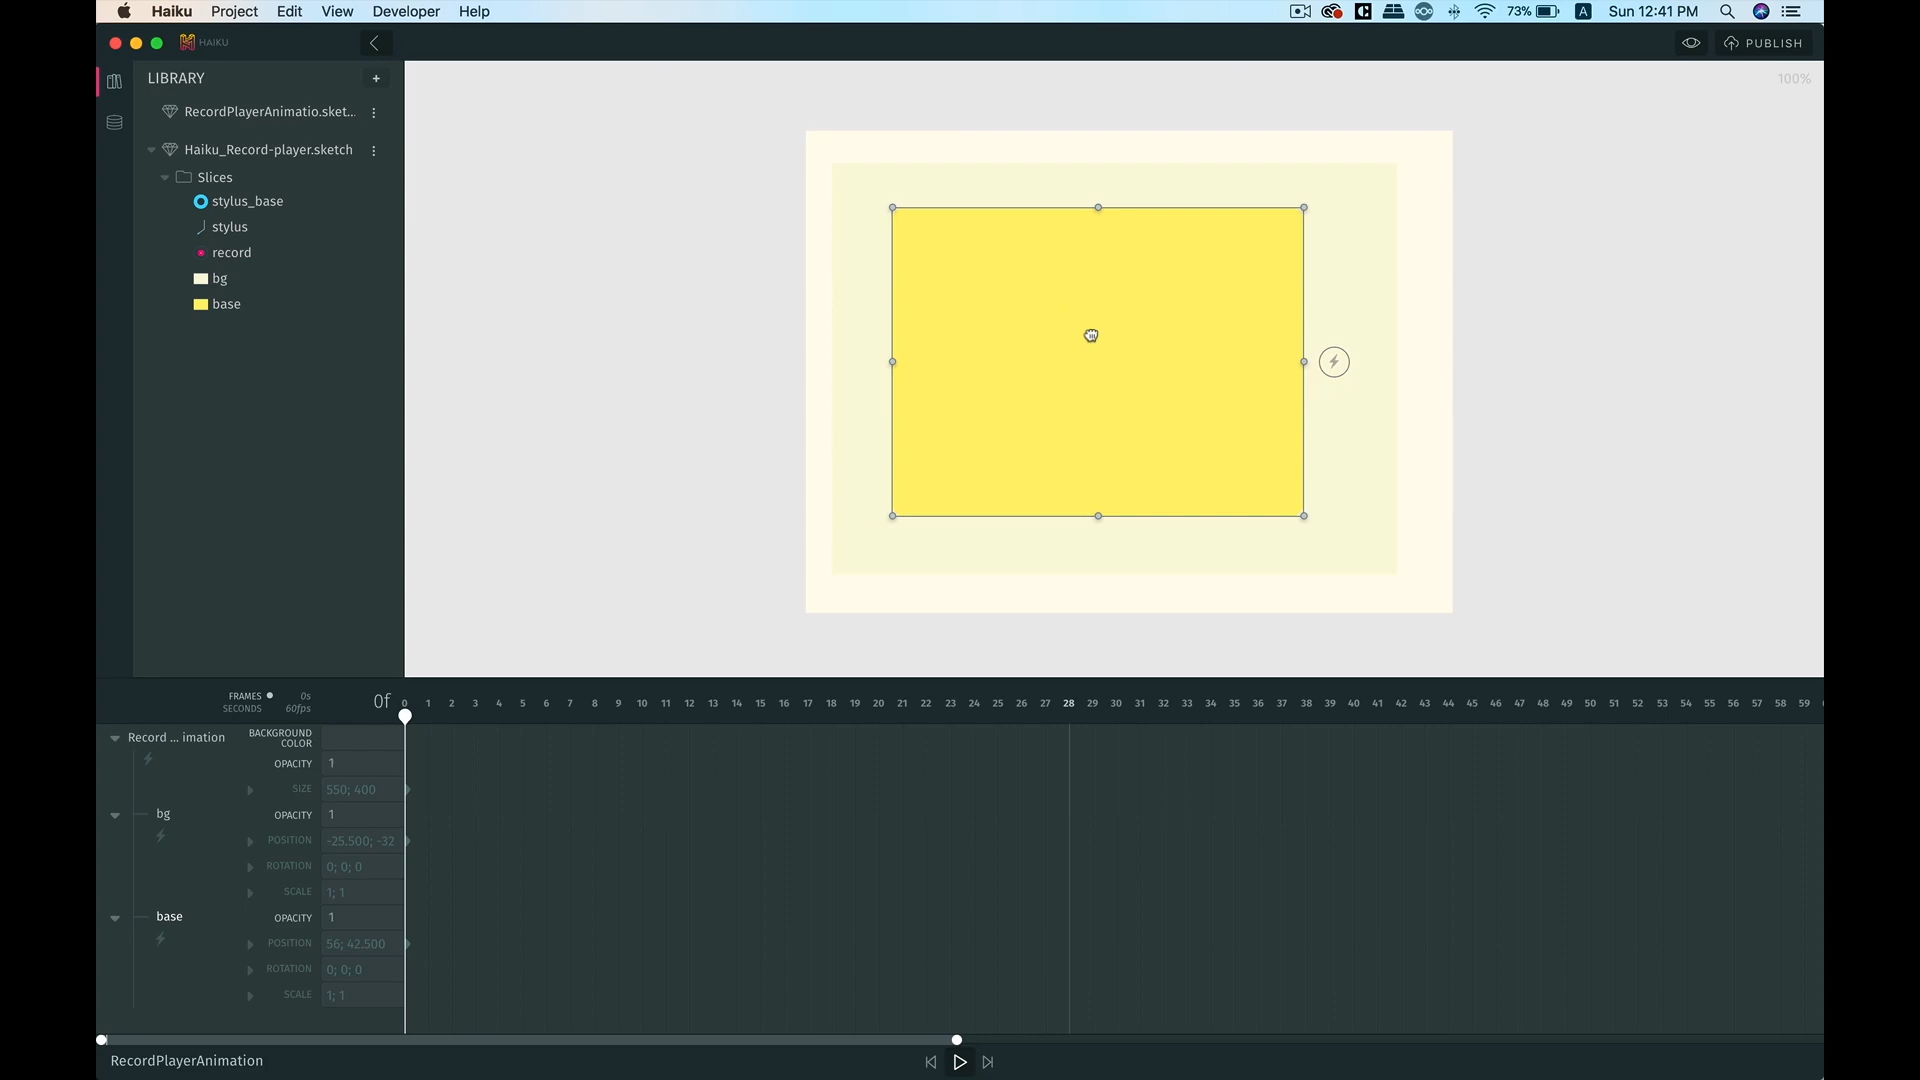 Haiku Project Edit View Developer Help 73% A Sun 12:41 PM
HAIKU PUBLISH
LIBRARY +
100%
RecordPlayerAnimatio.sket...
Haiku_Record-player.sketch
Slices
stylus_base
stylus
record
bg
base
FRAMES 0s
SECONDS 60fps
0f 0 1 2 3 4 5 6 7 8 9 10 11 12 13 14 15 16 17 18 19 20 21 22 23 24 25 26 27 28 29 30 31 32 33 34 35 36 37 38 39 40 41 42 43 44 45 46 47 48 49 50 51 52 53 54 55 56 57 58 59
Record ... imation BACKGROUND COLOR
OPACITY 1
SIZE 550; 400
bg OPACITY 1
POSITION -25.500; -32
ROTATION 0; 0; 0
SCALE 1; 1
base OPACITY 1
POSITION 56; 42.500
ROTATION 0; 0; 0
SCALE 1; 1
RecordPlayerAnimation